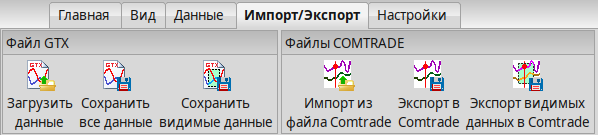 Главная Вид Данные Импорт/Экспорт Настройки
Файл GTX Файлы COMTRADE
GTX GTX GTX
Загрузить Сохранить Сохранить Импорт из Экспорт в Экспорт видимых
данные все данные видимые данные файла Comtrade Comtrade данных в Comtrade